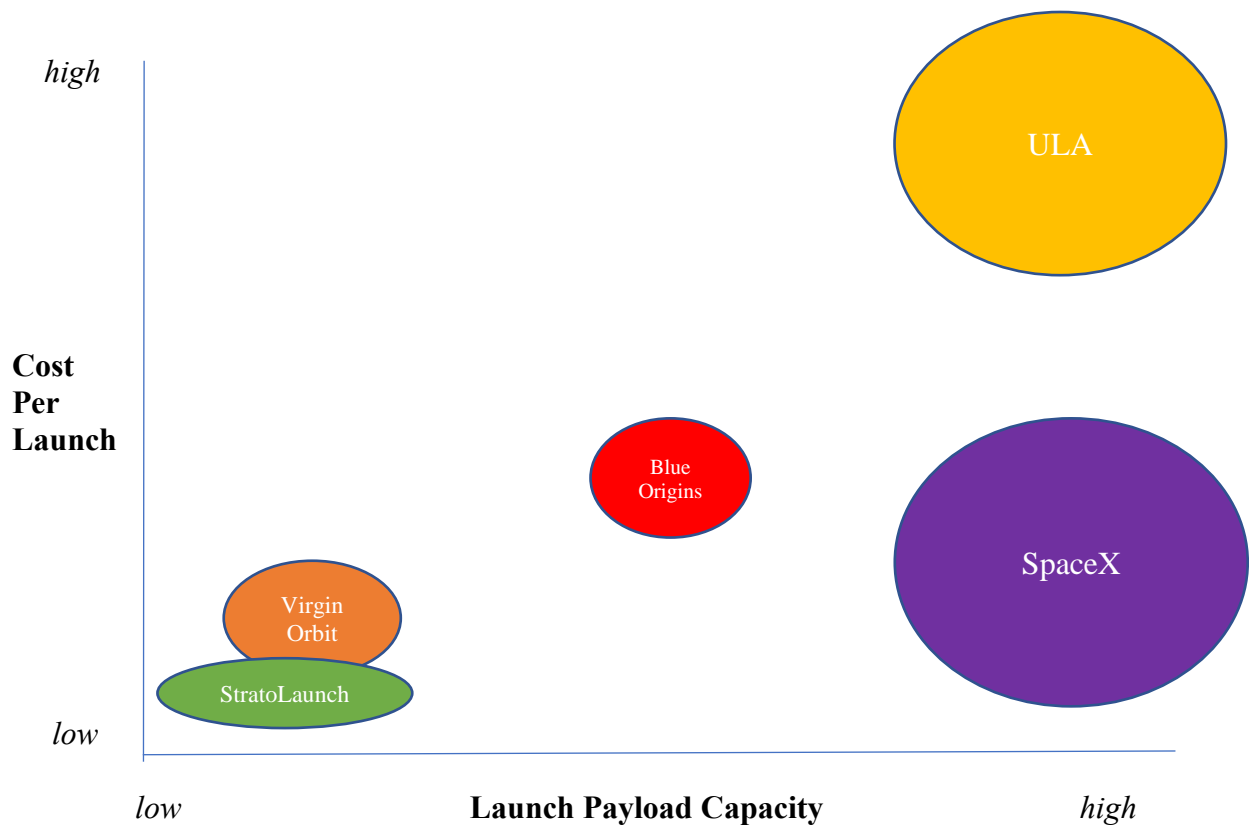 high
ULA
Cost
Per
Launch
Blue
Origins
SpaceX
Virgin
Orbit
StratoLaunch
low
low
Launch Payload Capacity
high